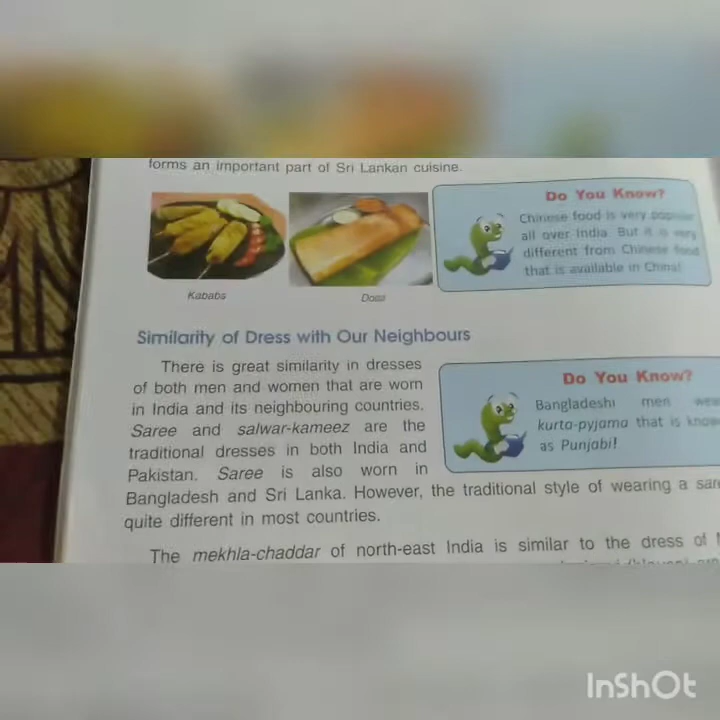 forms an important part of Sri Lankan cuisine.
Do You Know?
Chinese food is very popular
all over India. But it is very
different from Chinese food
that is available in China!
Kababs
Dosa
Similarity of Dress with Our Neighbours
There is great similarity in dresses
of both men and women that are worn
in India and its neighbouring countries.
Saree and salwar-kameez are the
traditional dresses in both India and
Pakistan. Saree is also worn in
Bangladesh and Sri Lanka. However, the traditional style of wearing a
quite different in most countries.
Do You Know?
Bangladeshi men
kurta-pyjama that is
as Punjabi!
The mekhla-chaddar of north-east India is similar to the dress of
InShOt